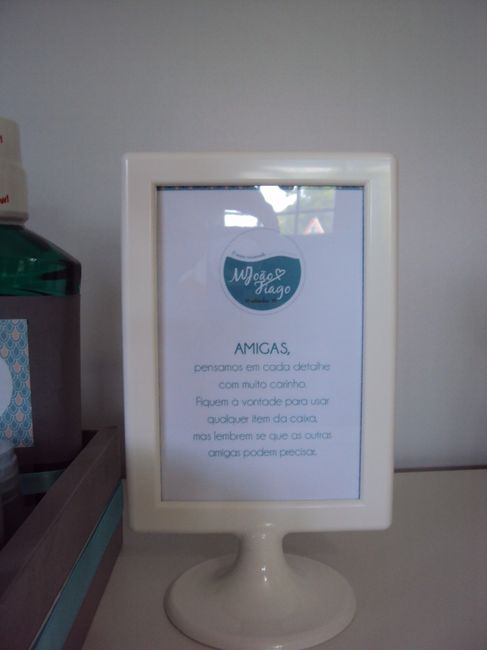 MJoão &
Tiago
AMIGAS,
pensamos em cada detalhe
com muito carinho.
Fiquem à vontade para usar
qualquer item da caixa,
mas lembrem se que as outras
amigas podem precisar.